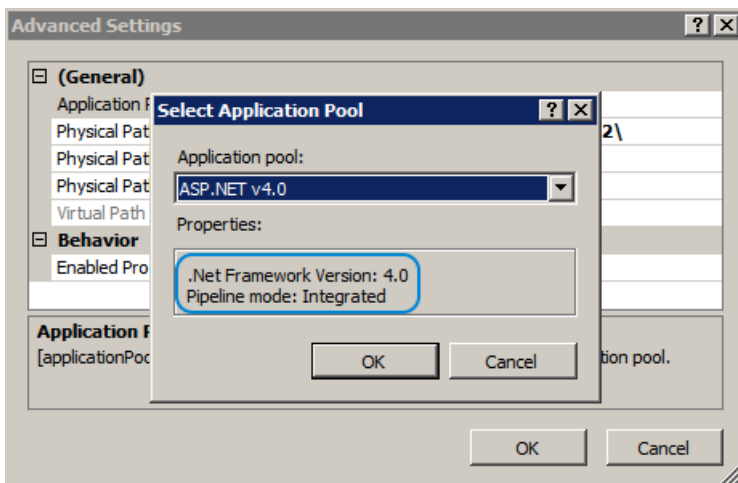 Advanced Settings
(General)
Application P
Select Application Pool
Physical Pat
2\
Physical Pat
Application pool:
Physical Pat
ASP.NET v4.0
Virtual Path
Properties:
Behavior
Enabled Pro
.Net Framework Version: 4.0
Pipeline mode: Integrated
Application P
[applicationPoo
tion pool.
OK
Cancel
OK
Cancel